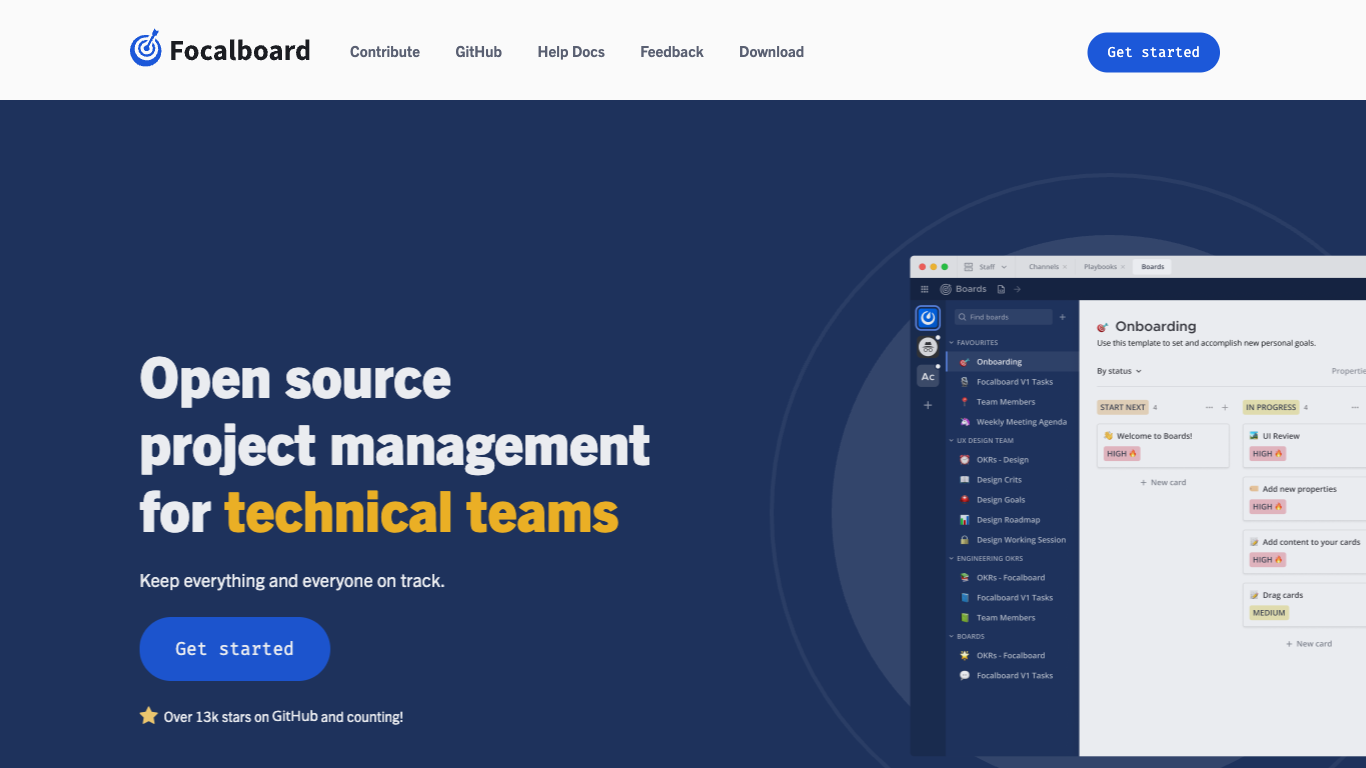 Focalboard
Contribute
GitHub
Help Docs
Feedback
Download
Get started
Open source
project management
for technical teams
Keep everything and everyone on track.
Get started
Over 13k stars on GitHub and counting!
Staff
Channels
Playbooks
Boards
Boards
Find boards
FAVOURITES
Onboarding
Focalboard V1 Tasks
Team Members
Weekly Meeting Agenda
UX DESIGN TEAM
OKRs - Design
Design Crits
Design Goals
Design Roadmap
Design Working Session
ENGINEERING OKRS
OKRs - Focalboard
Focalboard V1 Tasks
Team Members
BOARDS
OKRs - Focalboard
Focalboard V1 Tasks
Ac
Onboarding
Use this template to set and accomplish new personal goals.
By status
Propertie
START NEXT 4
Welcome to Boards!
HIGH
+ New card
IN PROGRESS 4
UI Review
HIGH
Add new properties
HIGH
Add content to your cards
HIGH
Drag cards
MEDIUM
+ New card